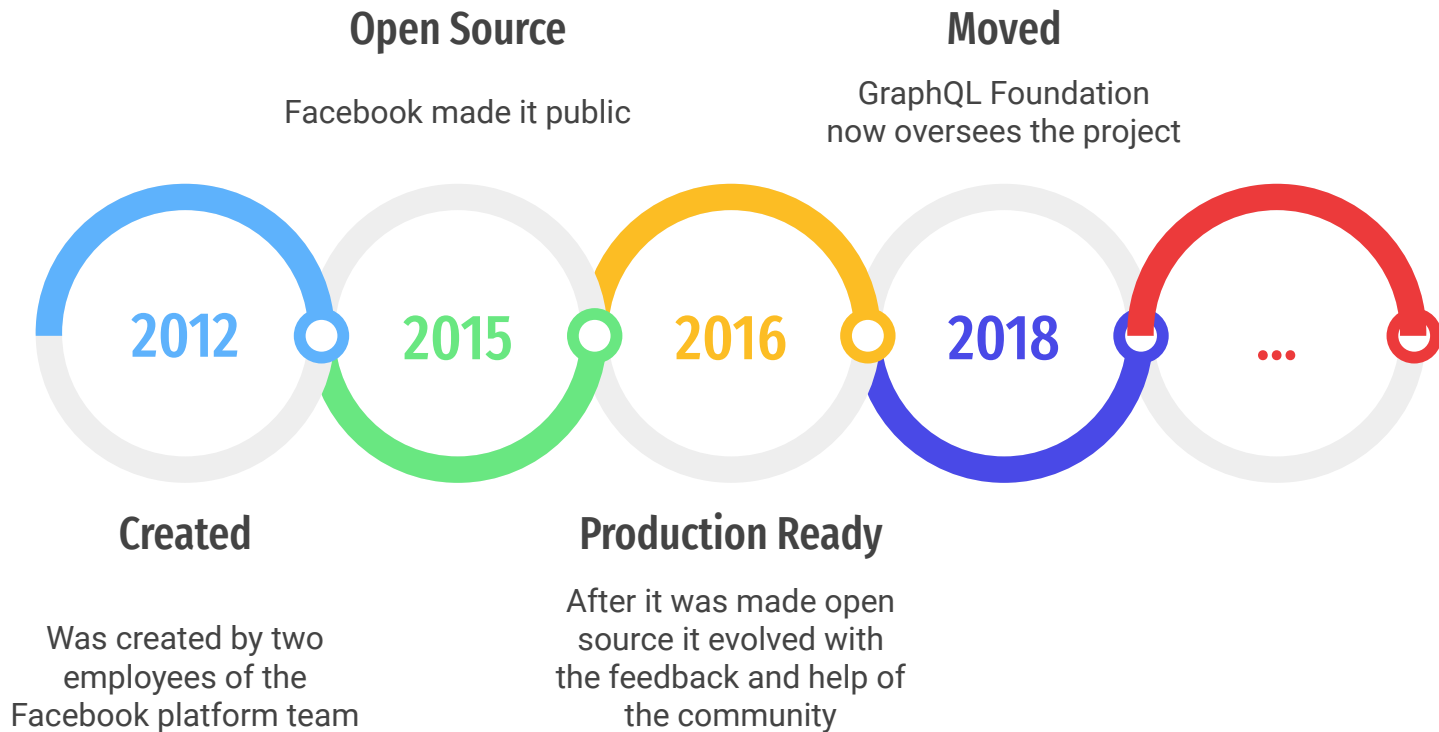 Open Source
Facebook made it public
Moved
GraphQL Foundation
now oversees the project
2012
2015
2016
2018
...
Created
Was created by two
employees of the
Facebook platform team
Production Ready
After it was made open
source it evolved with
the feedback and help of
the community